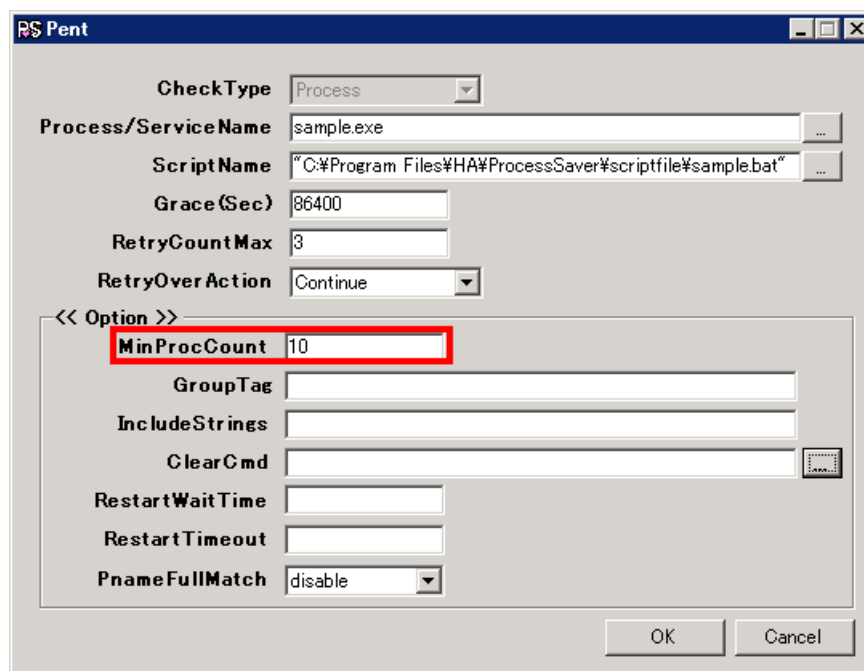 PS Pent
CheckType Process
Process/ServiceName sample.exe ...
ScriptName "C:¥Program Files¥HA¥ProcessSaver¥scriptfile¥sample.bat" ...
Grace(Sec) 86400
RetryCountMax 3
RetryOverAction Continue
<< Option >>
MinProcCount 10
GroupTag
IncludeStrings
ClearCmd ...
RestartWaitTime
RestartTimeout
PnameFullMatch disable
OK Cancel